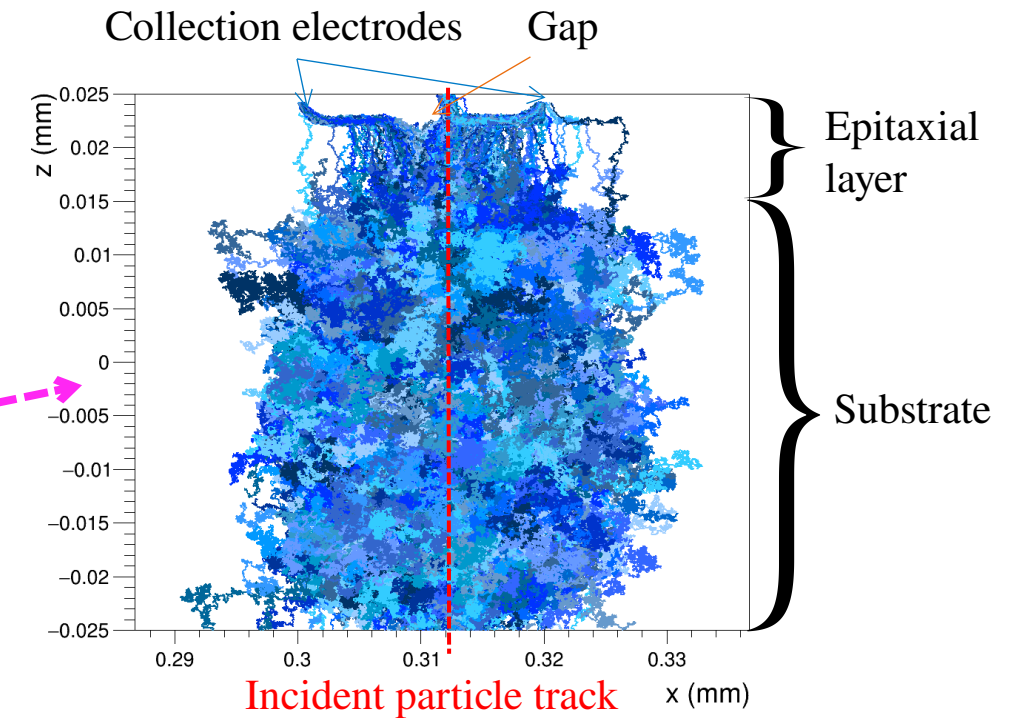 Collection electrodes
Gap
z (mm)
0.025
0.02
0.015
0.01
0.005
0
−0.005
−0.01
−0.015
−0.02
−0.025
Epitaxial
layer
Substrate
0.29
0.3
0.31
0.32
0.33
Incident particle track
x (mm)